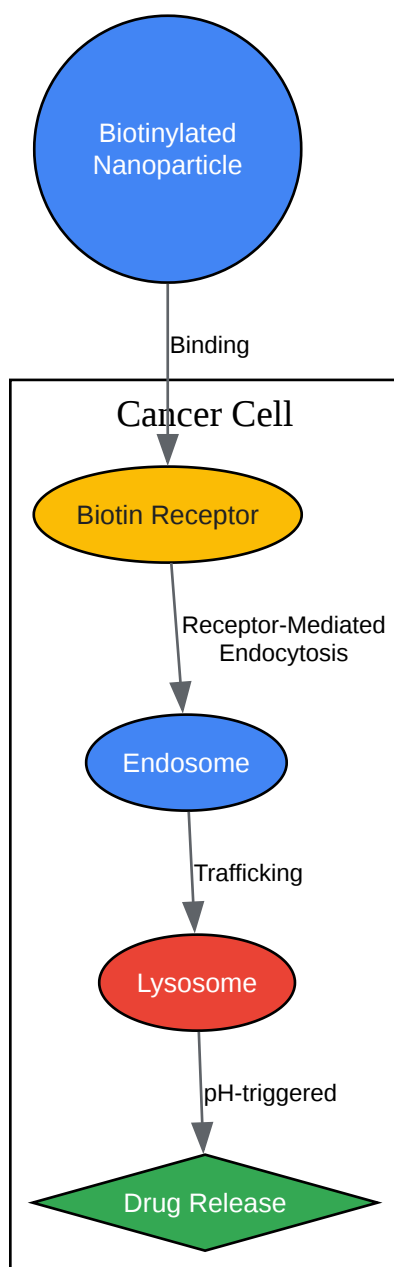 Biotinylated
Nanoparticle
Binding
Cancer Cell
Biotin Receptor
Receptor-Mediated
Endocytosis
Endosome
Trafficking
Lysosome
pH-triggered
Drug Release